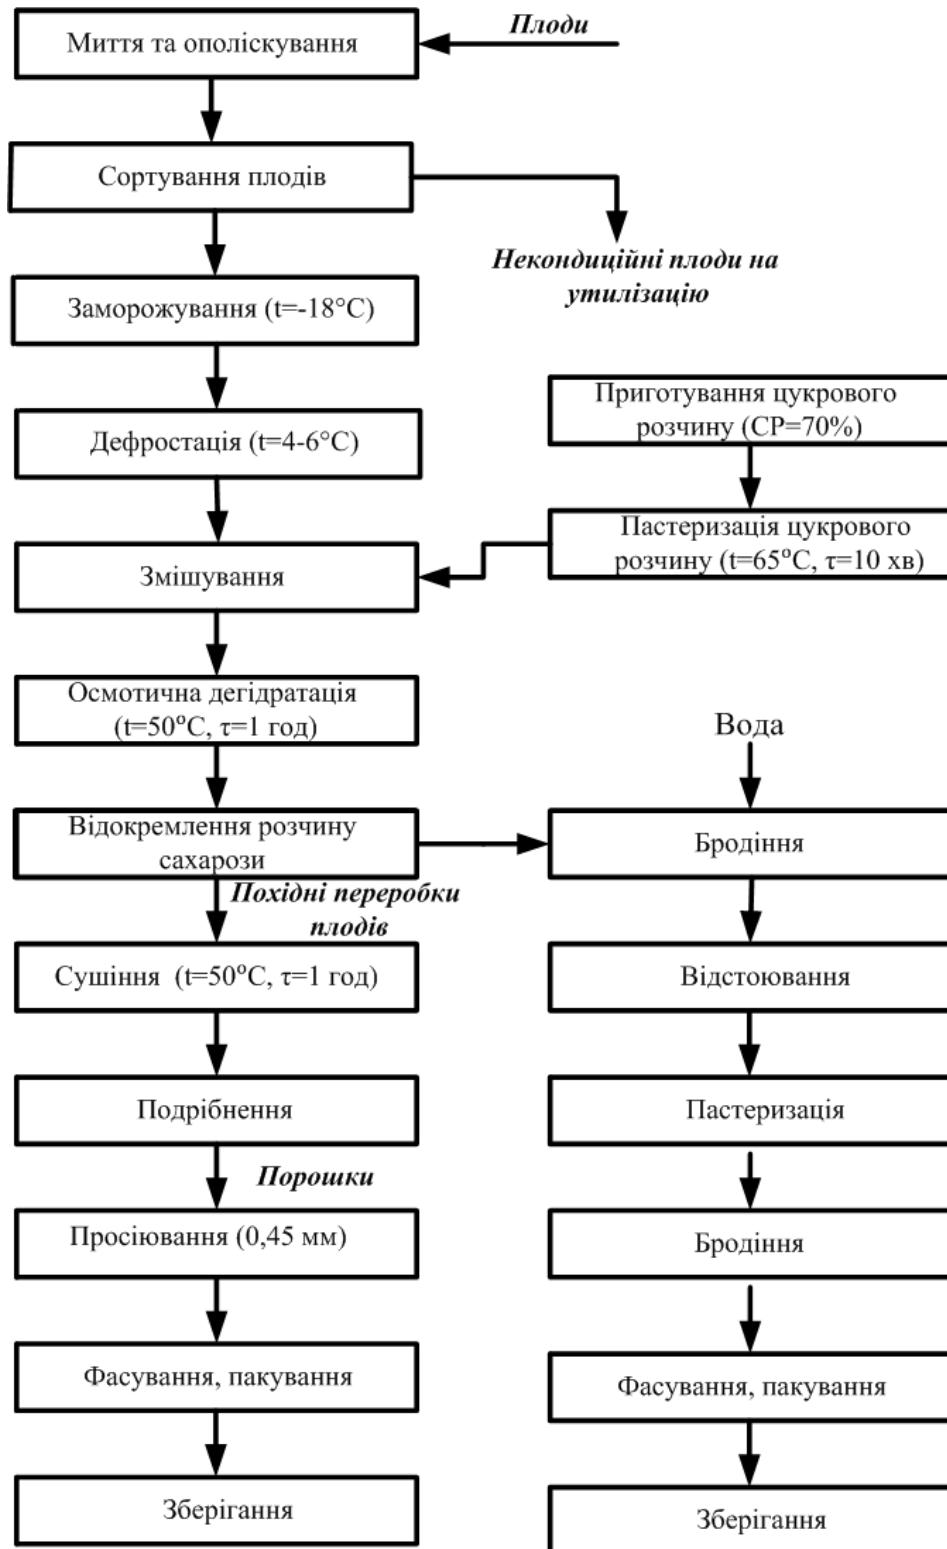 Плоди
Миття та ополіскування
Сортування плодів
Некондиційні плоди на
утилізацію
Заморожування (t=-18°C)
Дефростація (t=4-6°C)
Приготування цукрового
розчину (СР=70%)
Пастеризація цукрового
розчину (t=65°C, τ=10 хв)
Змішування
Осмотична дегідратація
(t=50°C, τ=1 год)
Відокремлення розчину
сахарози
Похідні переробки
плодів
Сушіння (t=50°C, τ=1 год)
Подрібнення
Порошки
Просіювання (0,45 мм)
Фасування, пакування
Зберігання
Вода
Бродіння
Відстоювання
Пастеризація
Бродіння
Фасування, пакування
Зберігання